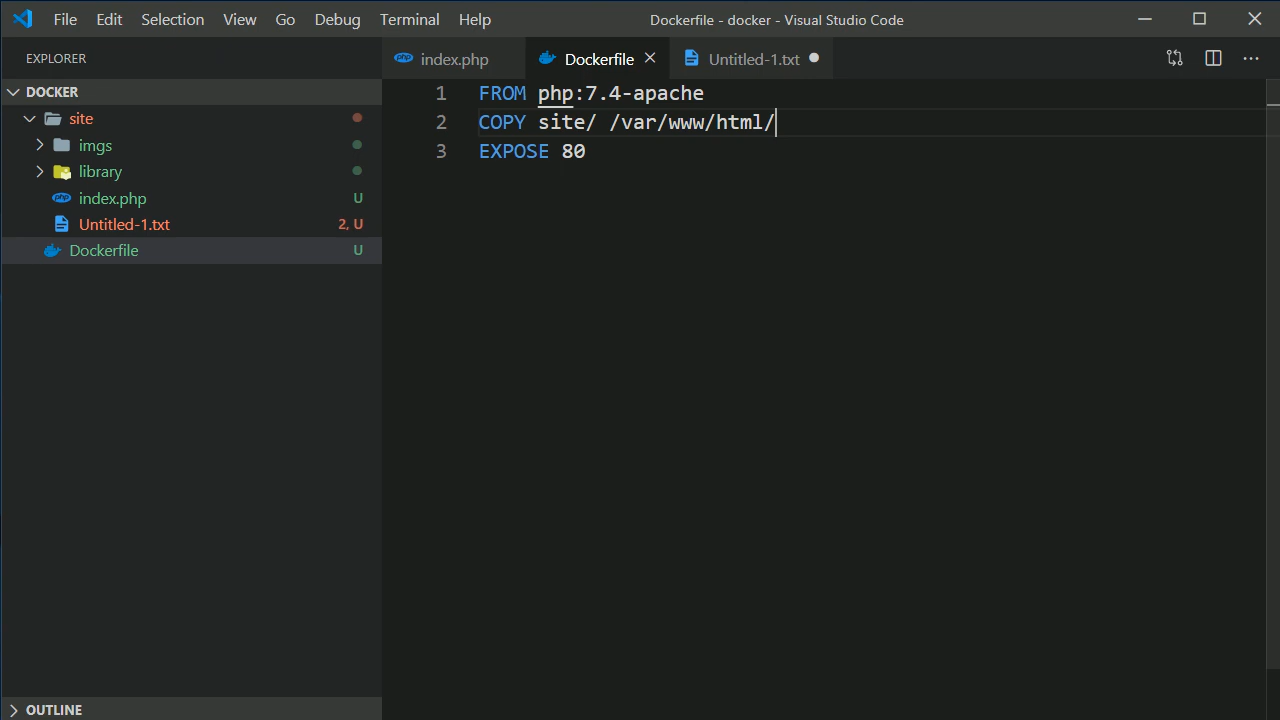 File Edit Selection View Go Debug Terminal Help Dockerfile - docker - Visual Studio Code
EXPLORER
php index.php Dockerfile Untitled-1.txt
DOCKER
site
imgs
library
php index.php U
Untitled-1.txt 2, U
Dockerfile U
1 FROM php:7.4-apache
2 COPY site/ /var/www/html/
3 EXPOSE 80
OUTLINE